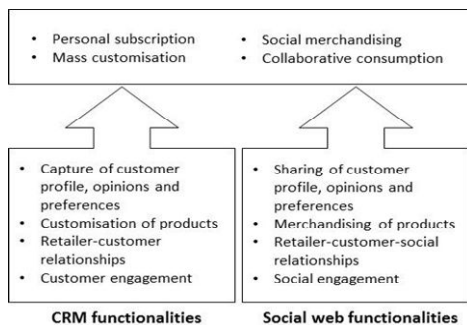 • Personal subscription
• Mass customisation
• Social merchandising
• Collaborative consumption
• Capture of customer
profile, opinions and
preferences
• Customisation of products
• Retailer-customer
relationships
• Customer engagement
• Sharing of customer
profile, opinions and
preferences
• Merchandising of products
• Retailer-customer-social
relationships
• Social engagement
CRM functionalities
Social web functionalities